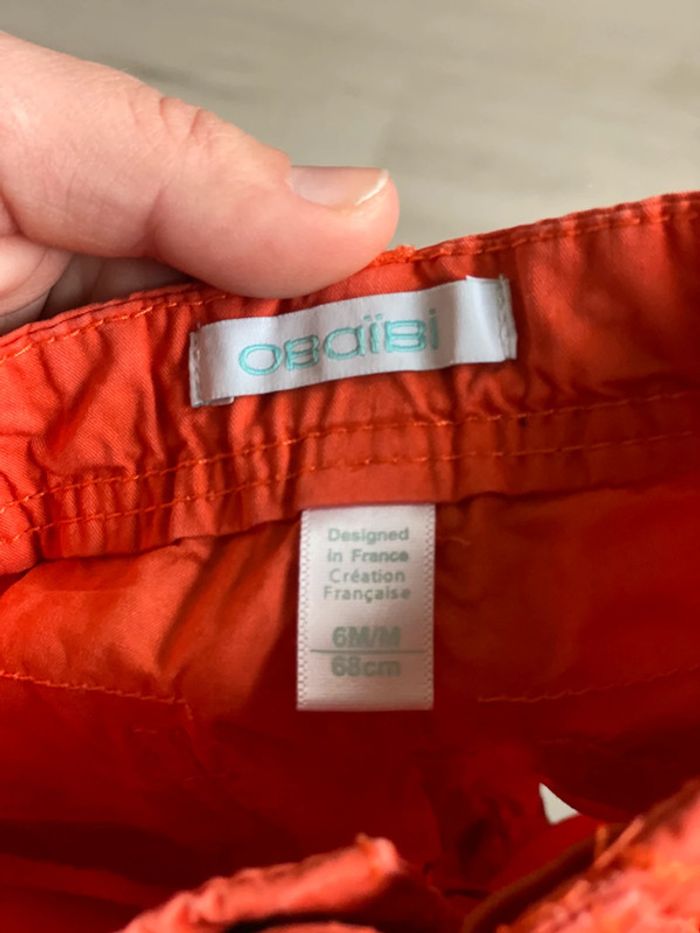 obaïbi
Designed
in France
Création
Française
6M/M
68cm